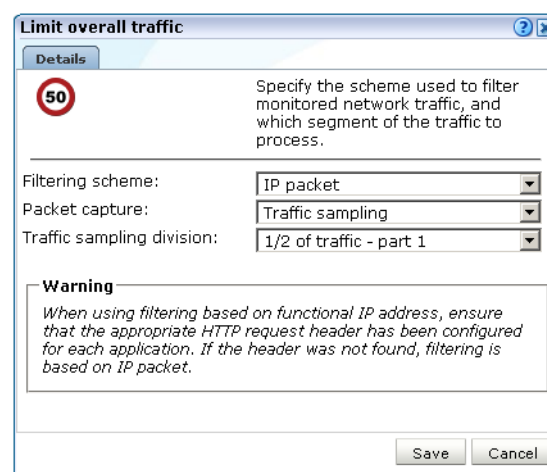 Limit overall traffic
?
Details
50
Specify the scheme used to filter
monitored network traffic, and
which segment of the traffic to
process.
Filtering scheme:
IP packet
Packet capture:
Traffic sampling
Traffic sampling division:
1/2 of traffic - part 1
Warning
When using filtering based on functional IP address, ensure
that the appropriate HTTP request header has been configured
for each application. If the header was not found, filtering is
based on IP packet.
Save
Cancel